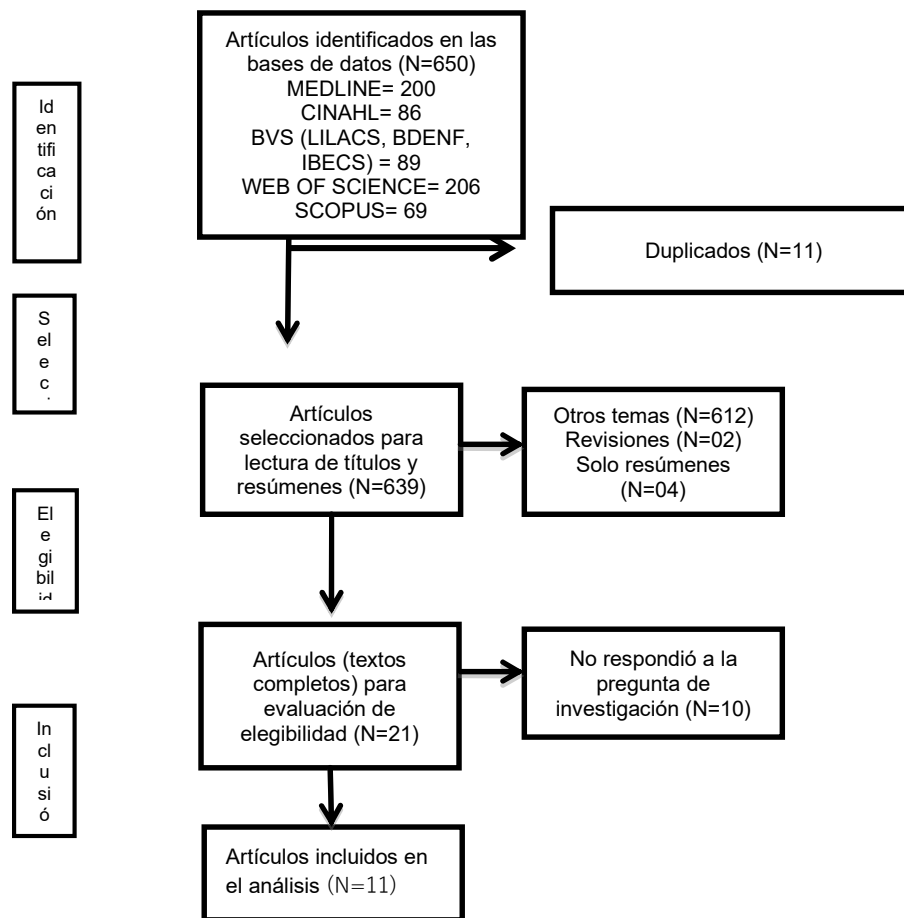 Id
en
tifi
ca
ci
ón
Artículos identificados en las
bases de datos (N=650)
MEDLINE= 200
CINAHL= 86
BVS (LILACS, BDENF,
IBECS) = 89
WEB OF SCIENCE= 206
SCOPUS= 69
Duplicados (N=11)
S
el
e
c
Artículos
seleccionados para
lectura de títulos y
resúmenes (N=639)
Otros temas (N=612)
Revisiones (N=02)
Solo resúmenes
(N=04)
El
e
gi
bil
id
Artículos (textos
completos) para
evaluación de
elegibilidad (N=21)
No respondió a la
pregunta de
investigación (N=10)
In
cl
u
si
ó
Artículos incluidos en
el análisis (N=11)